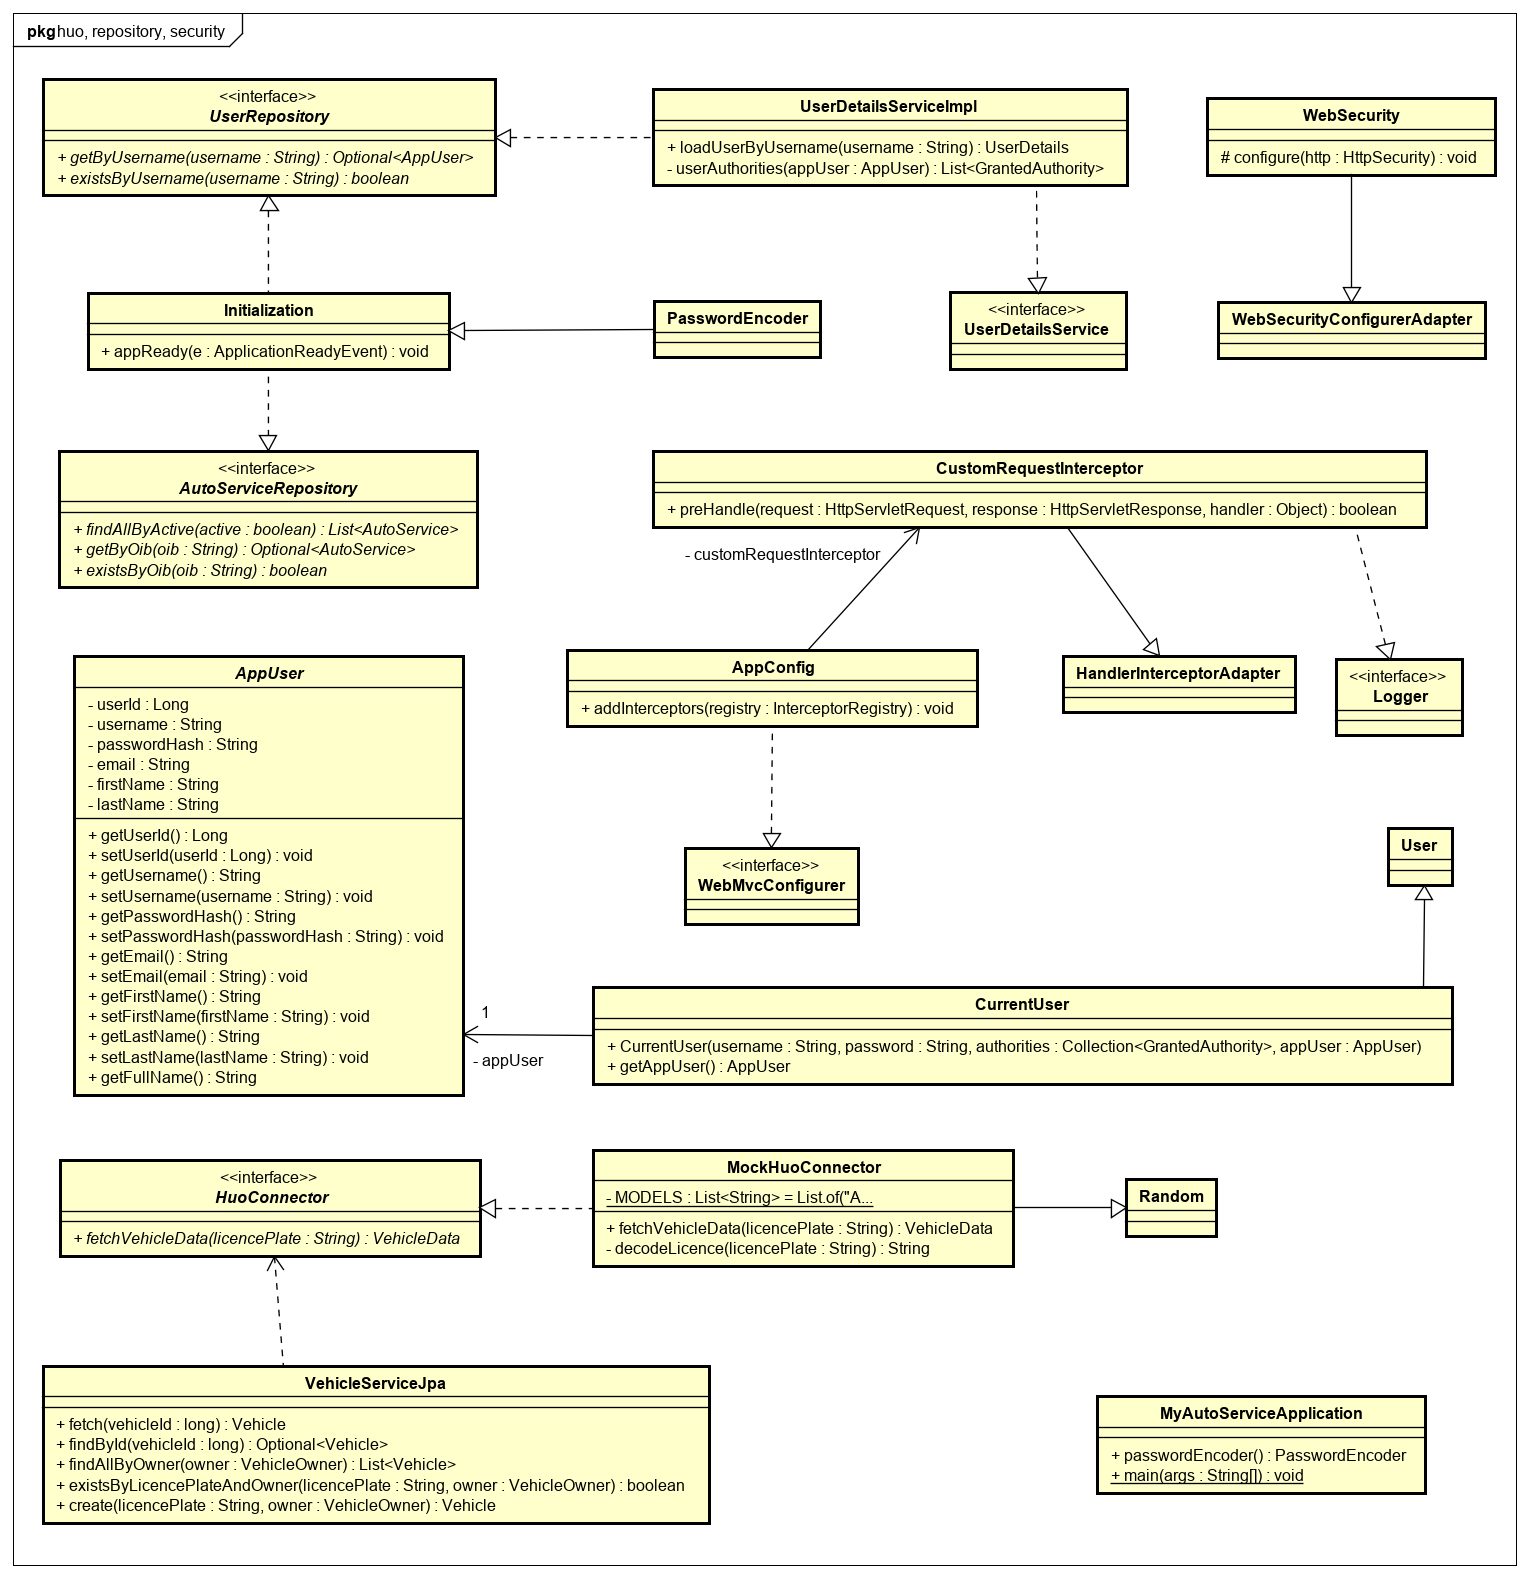 pkg huo, repository, security
<<interface>>
UserRepository
+ getByUsername(username : String) : Optional<AppUser>
+ existsByUsername(username : String) : boolean
UserDetailsServiceImpl
+ loadUserByUsername(username : String) : UserDetails
- userAuthorities(appUser : AppUser) : List<GrantedAuthority>
WebSecurity
# configure(http : HttpSecurity) : void
Initialization
+ appReady(e : ApplicationReadyEvent) : void
PasswordEncoder
<<interface>>
UserDetailsService
WebSecurityConfigurerAdapter
<<interface>>
AutoServiceRepository
+ findAllByActive(active : boolean) : List<AutoService>
+ getByOib(oib : String) : Optional<AutoService>
+ existsByOib(oib : String) : boolean
CustomRequestInterceptor
+ preHandle(request : HttpServletRequest, response : HttpServletResponse, handler : Object) : boolean
- customRequestInterceptor
AppConfig
+ addInterceptors(registry : InterceptorRegistry) : void
HandlerInterceptorAdapter
<<interface>>
Logger
AppUser
- userId : Long
- username : String
- passwordHash : String
- email : String
- firstName : String
- lastName : String
+ getUserId() : Long
+ setUserId(userId : Long) : void
+ getUsername() : String
+ setUsername(username : String) : void
+ getPasswordHash() : String
+ setPasswordHash(passwordHash : String) : void
+ getEmail() : String
+ setEmail(email : String) : void
+ getFirstName() : String
+ setFirstName(firstName : String) : void
+ getLastName() : String
+ setLastName(lastName : String) : void
+ getFullName() : String
<<interface>>
WebMvcConfigurer
User
1
- appUser
CurrentUser
+ CurrentUser(username : String, password : String, authorities : Collection<GrantedAuthority>, appUser : AppUser)
+ getAppUser() : AppUser
<<interface>>
HuoConnector
+ fetchVehicleData(licencePlate : String) : VehicleData
MockHuoConnector
- MODELS : List<String> = List.of("A...
+ fetchVehicleData(licencePlate : String) : VehicleData
- decodeLicence(licencePlate : String) : String
Random
VehicleServiceJpa
+ fetch(vehicleId : long) : Vehicle
+ findById(vehicleId : long) : Optional<Vehicle>
+ findAllByOwner(owner : VehicleOwner) : List<Vehicle>
+ existsByLicencePlateAndOwner(licencePlate : String, owner : VehicleOwner) : boolean
+ create(licencePlate : String, owner : VehicleOwner) : Vehicle
MyAutoServiceApplication
+ passwordEncoder() : PasswordEncoder
+ main(args : String[]) : void